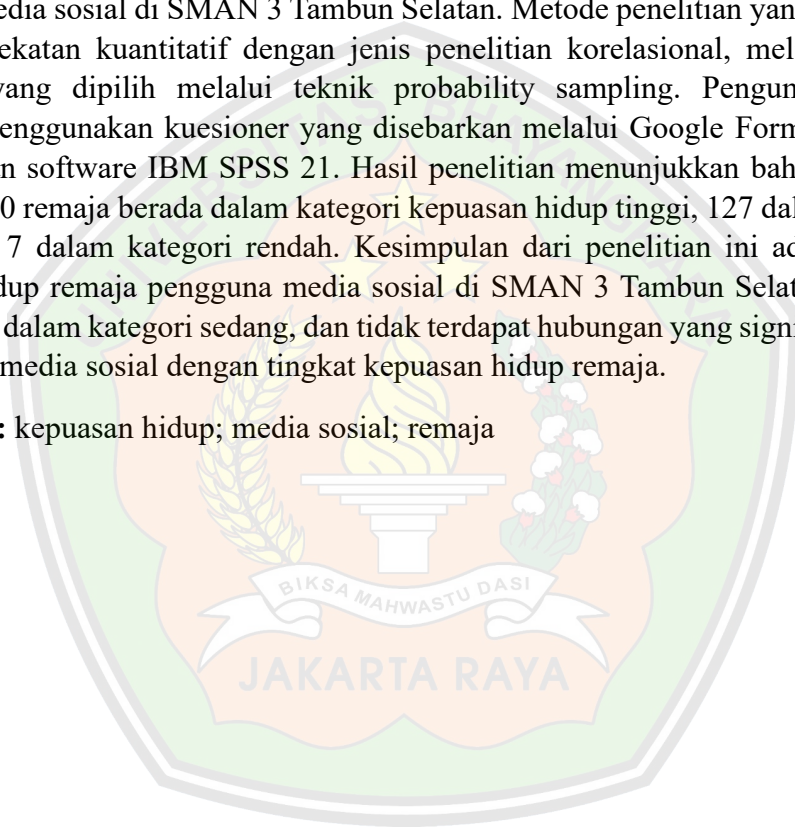 edia sosial di SMAN 3 Tambun Selatan. Metode penelitian yan
ekatan kuantitatif dengan jenis penelitian korelasional, mel
yang dipilih melalui teknik probability sampling. Pengun
enggunakan kuesioner yang disebarkan melalui Google Form
n software IBM SPSS 21. Hasil penelitian menunjukkan bah
0 remaja berada dalam kategori kepuasan hidup tinggi, 127 dal
7 dalam kategori rendah. Kesimpulan dari penelitian ini ad
dup remaja pengguna media sosial di SMAN 3 Tambun Selat
dalam kategori sedang, dan tidak terdapat hubungan yang signi
media sosial dengan tingkat kepuasan hidup remaja.
: kepuasan hidup; media sosial; remaja
UNIVERSITAS BHAYANGKARA
BIKSA MAHWASTU DASI
JAKARTA RAYA